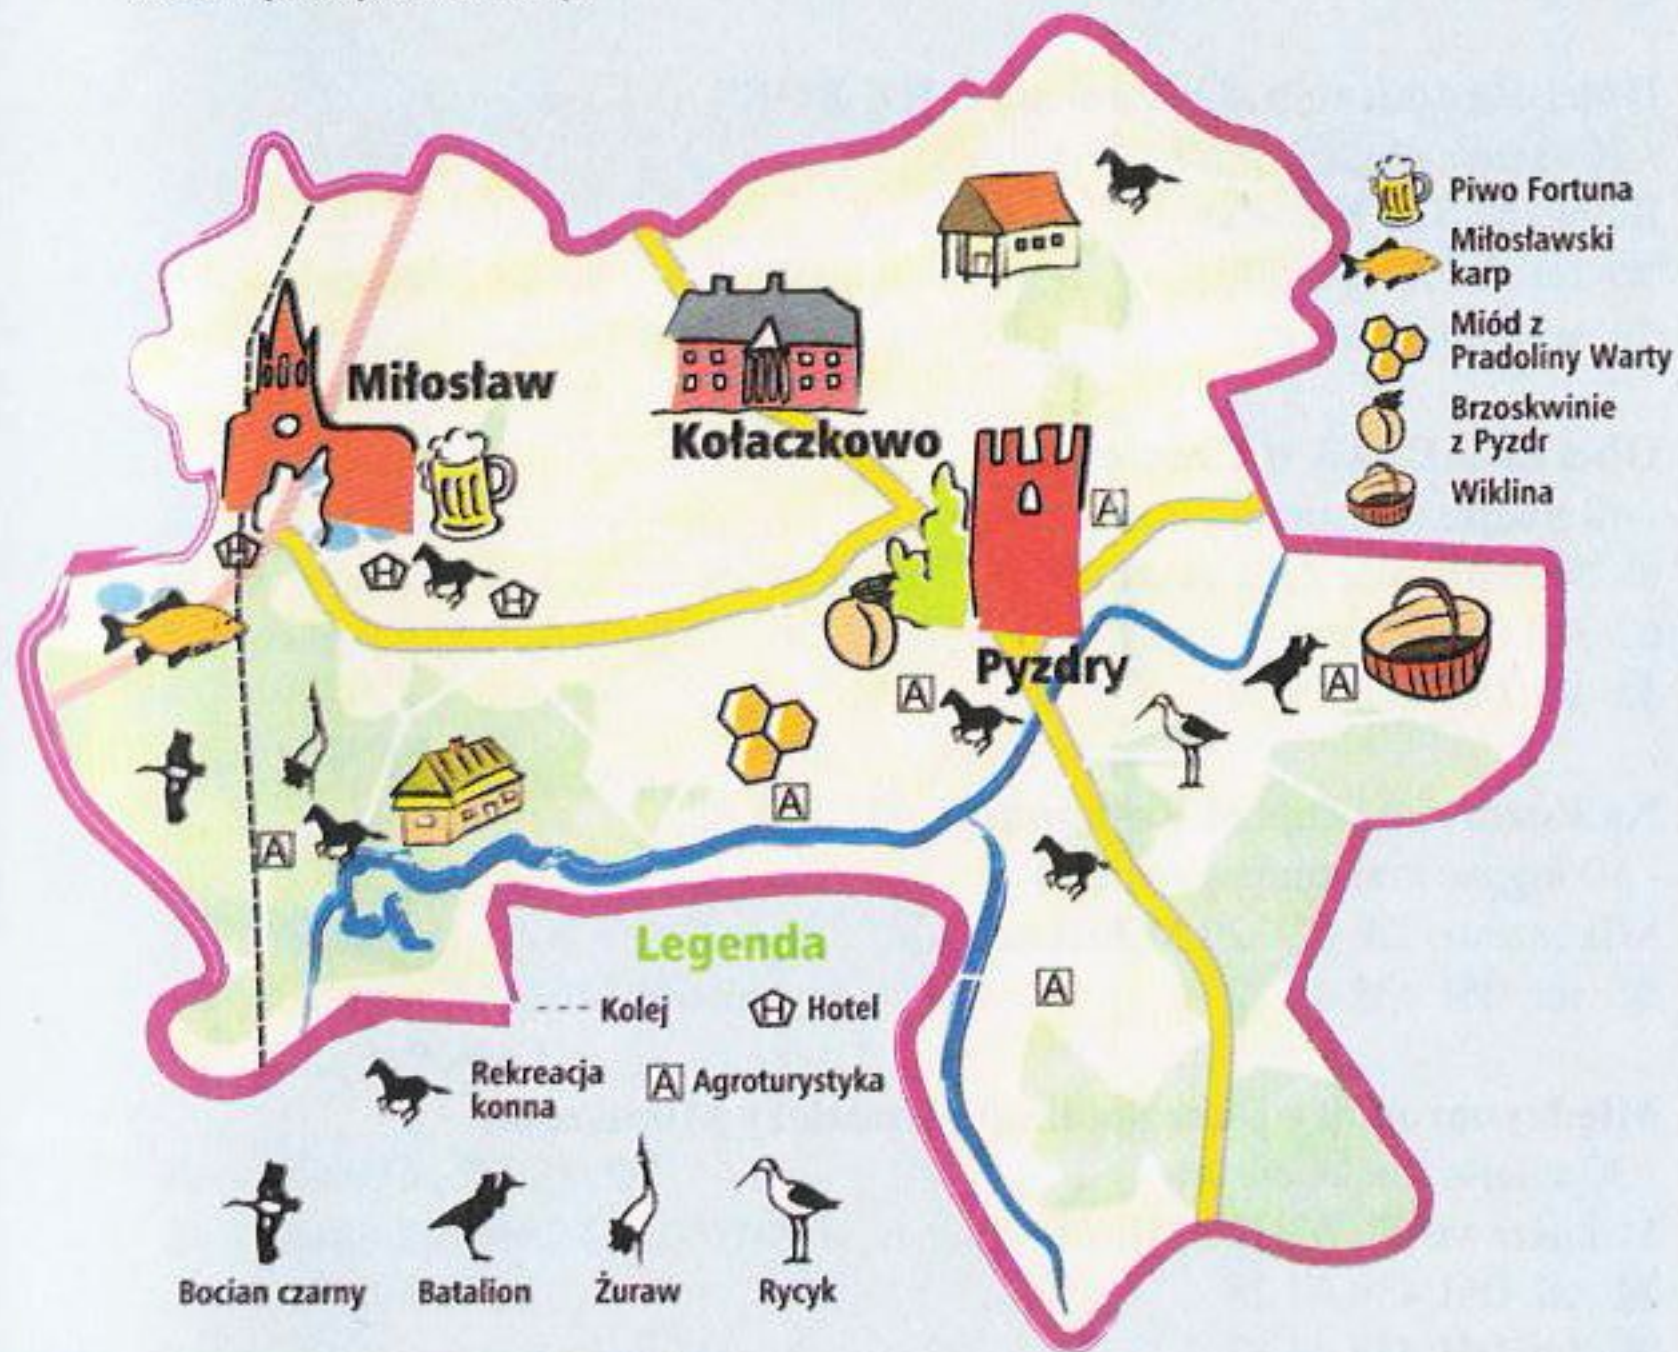 Miłosław
Kołaczkowo
Pyzdry
H
H
H
A
A
A
A
A
A
Piwo Fortuna
Miłosławski
karp
Miód z
Pradoliny Warty
Brzoskwinie
z Pyzdr
Wiklina
Legenda
Kolej
H Hotel
Rekreacja
konna
A Agroturystyka
Bocian czarny
Batalion
Żuraw
Rycyk